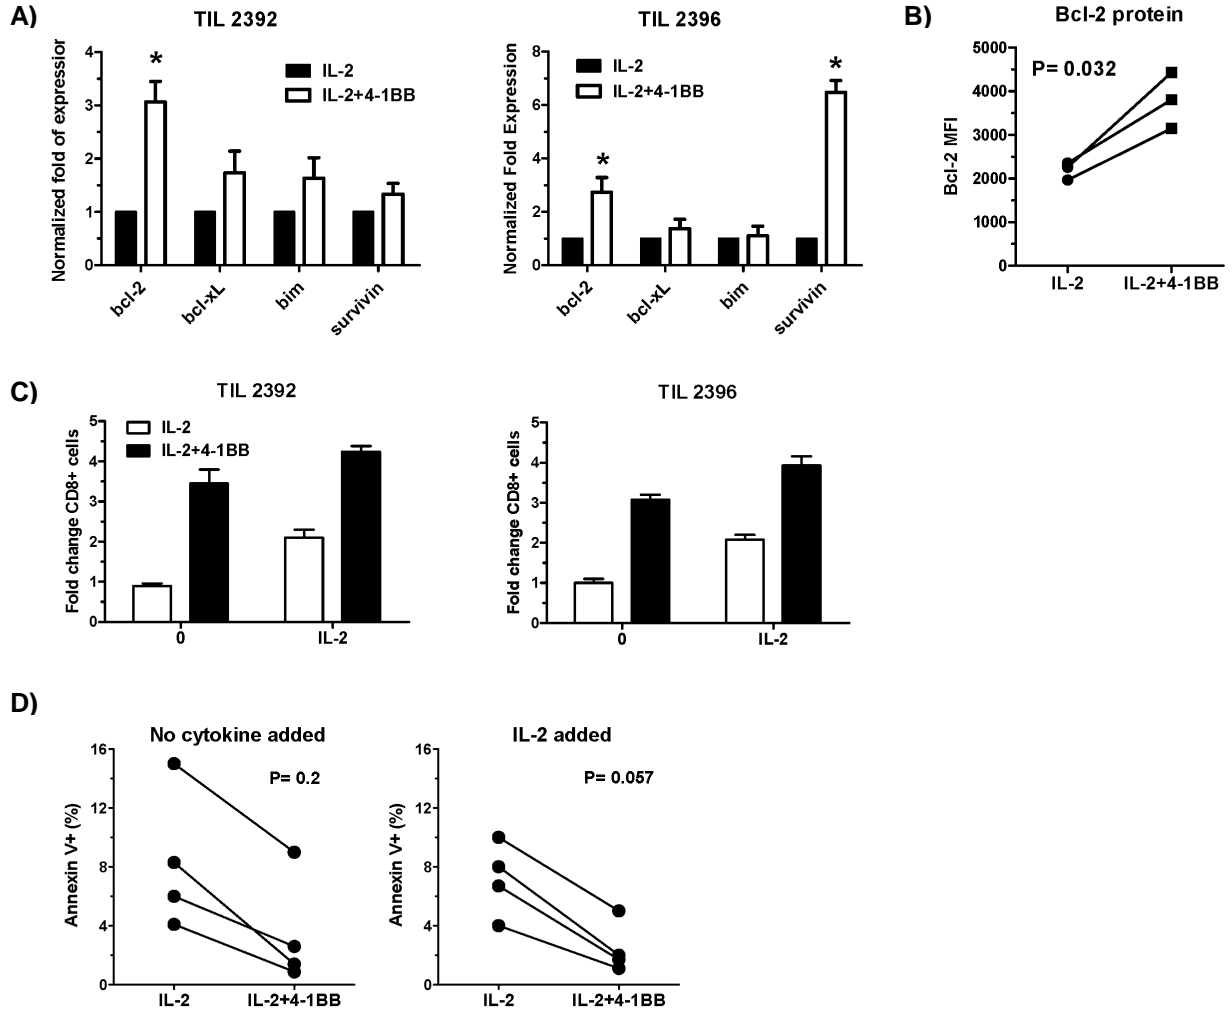 A)
TIL 2392
Normalized fold of expression
4
3
2
1
0
*
IL-2
IL-2+4-1BB
bcl-2
bcl-xL
bim
survivin
TIL 2396
Normalized Fold Expression
8
6
4
2
0
IL-2
IL-2+4-1BB
*
*
bcl-2
bcl-xL
bim
survivin
B)
Bcl-2 protein
Bcl-2 MFI
5000
4000
3000
2000
1000
0
P= 0.032
IL-2
IL-2+4-1BB
C)
TIL 2392
Fold change CD8+ cells
5
4
3
2
1
0
IL-2
IL-2+4-1BB
0
IL-2
TIL 2396
Fold change CD8+ cells
5
4
3
2
1
0
0
IL-2
D)
No cytokine added
Annexin V+ (%)
16
12
8
4
0
P= 0.2
IL-2
IL-2+4-1BB
IL-2 added
Annexin V+ (%)
16
12
8
4
0
P= 0.057
IL-2
IL-2+4-1BB